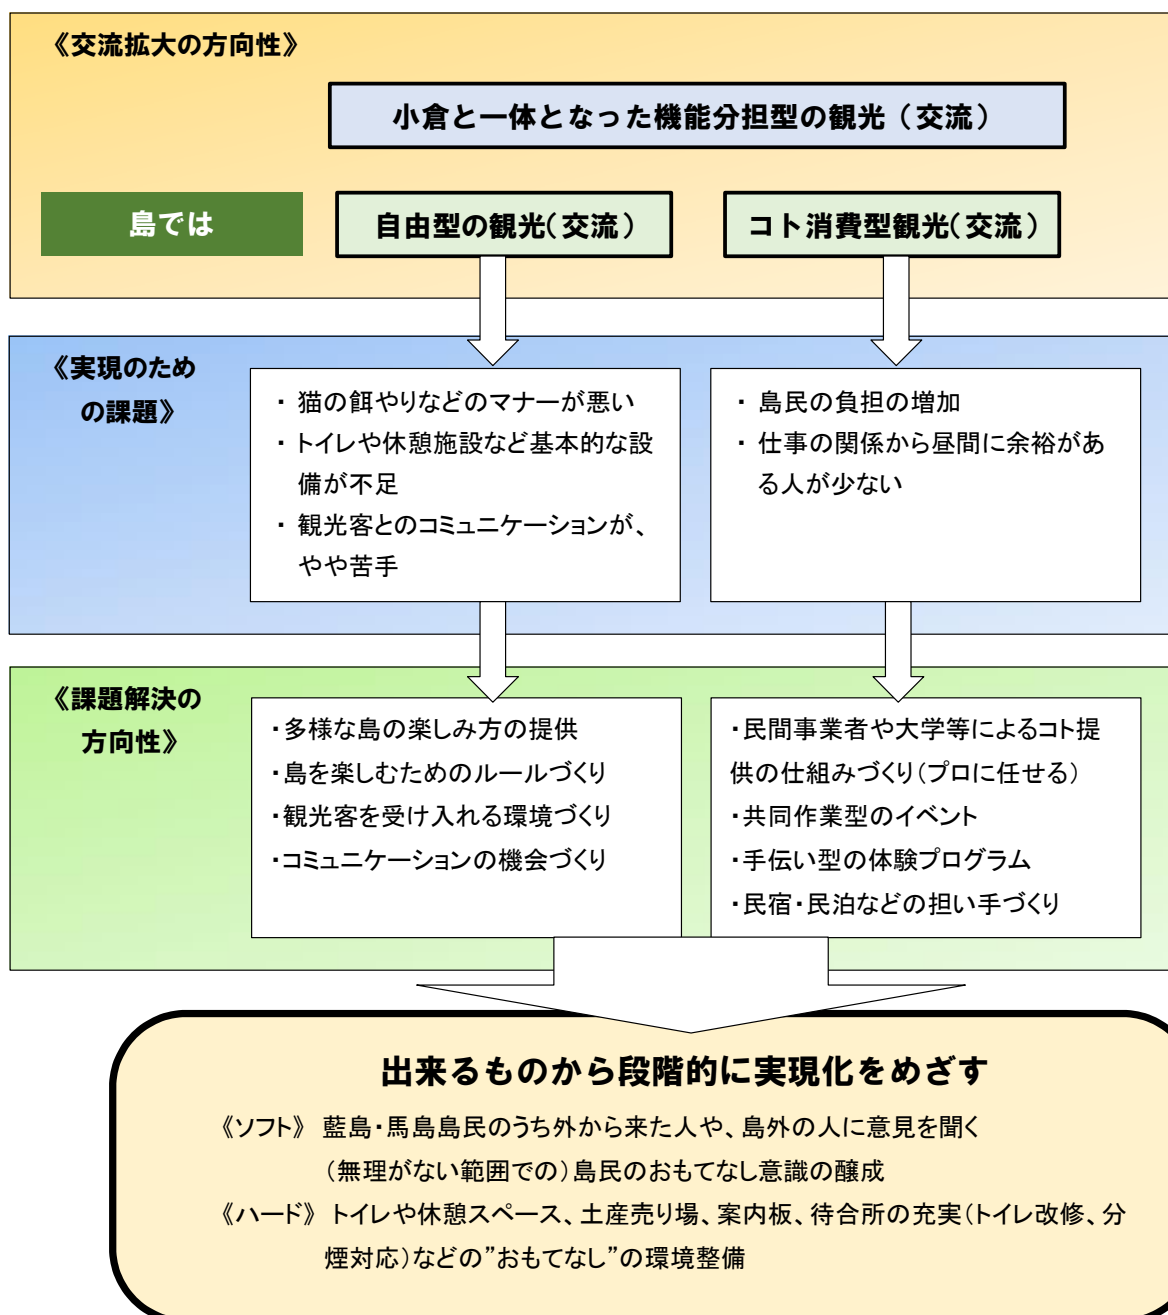 《交流拡大の方向性》
小倉と一体となった機能分担型の観光（交流）
島では
自由型の観光(交流)
コト消費型観光(交流)
《実現のため
の課題》
・ 猫の餌やりなどのマナーが悪い
・ トイレや休憩施設など基本的な設
備が不足
・ 観光客とのコミュニケーションが、
やや苦手
・ 島民の負担の増加
・ 仕事の関係から昼間に余裕があ
る人が少ない
《課題解決の
方向性》
・多様な島の楽しみ方の提供
・島を楽しむためのルールづくり
・観光客を受け入れる環境づくり
・コミュニケーションの機会づくり
・民間事業者や大学等によるコト提
供の仕組みづくり(プロに任せる)
・共同作業型のイベント
・手伝い型の体験プログラム
・民宿・民泊などの担い手づくり
出来るものから段階的に実現化をめざす
《ソフト》 藍島・馬島島民のうち外から来た人や、島外の人に意見を聞く
（無理がない範囲での）島民のおもてなし意識の醸成
《ハード》 トイレや休憩スペース、土産売り場、案内板、待合所の充実(トイレ改修、分
煙対応)などの”おもてなし”の環境整備